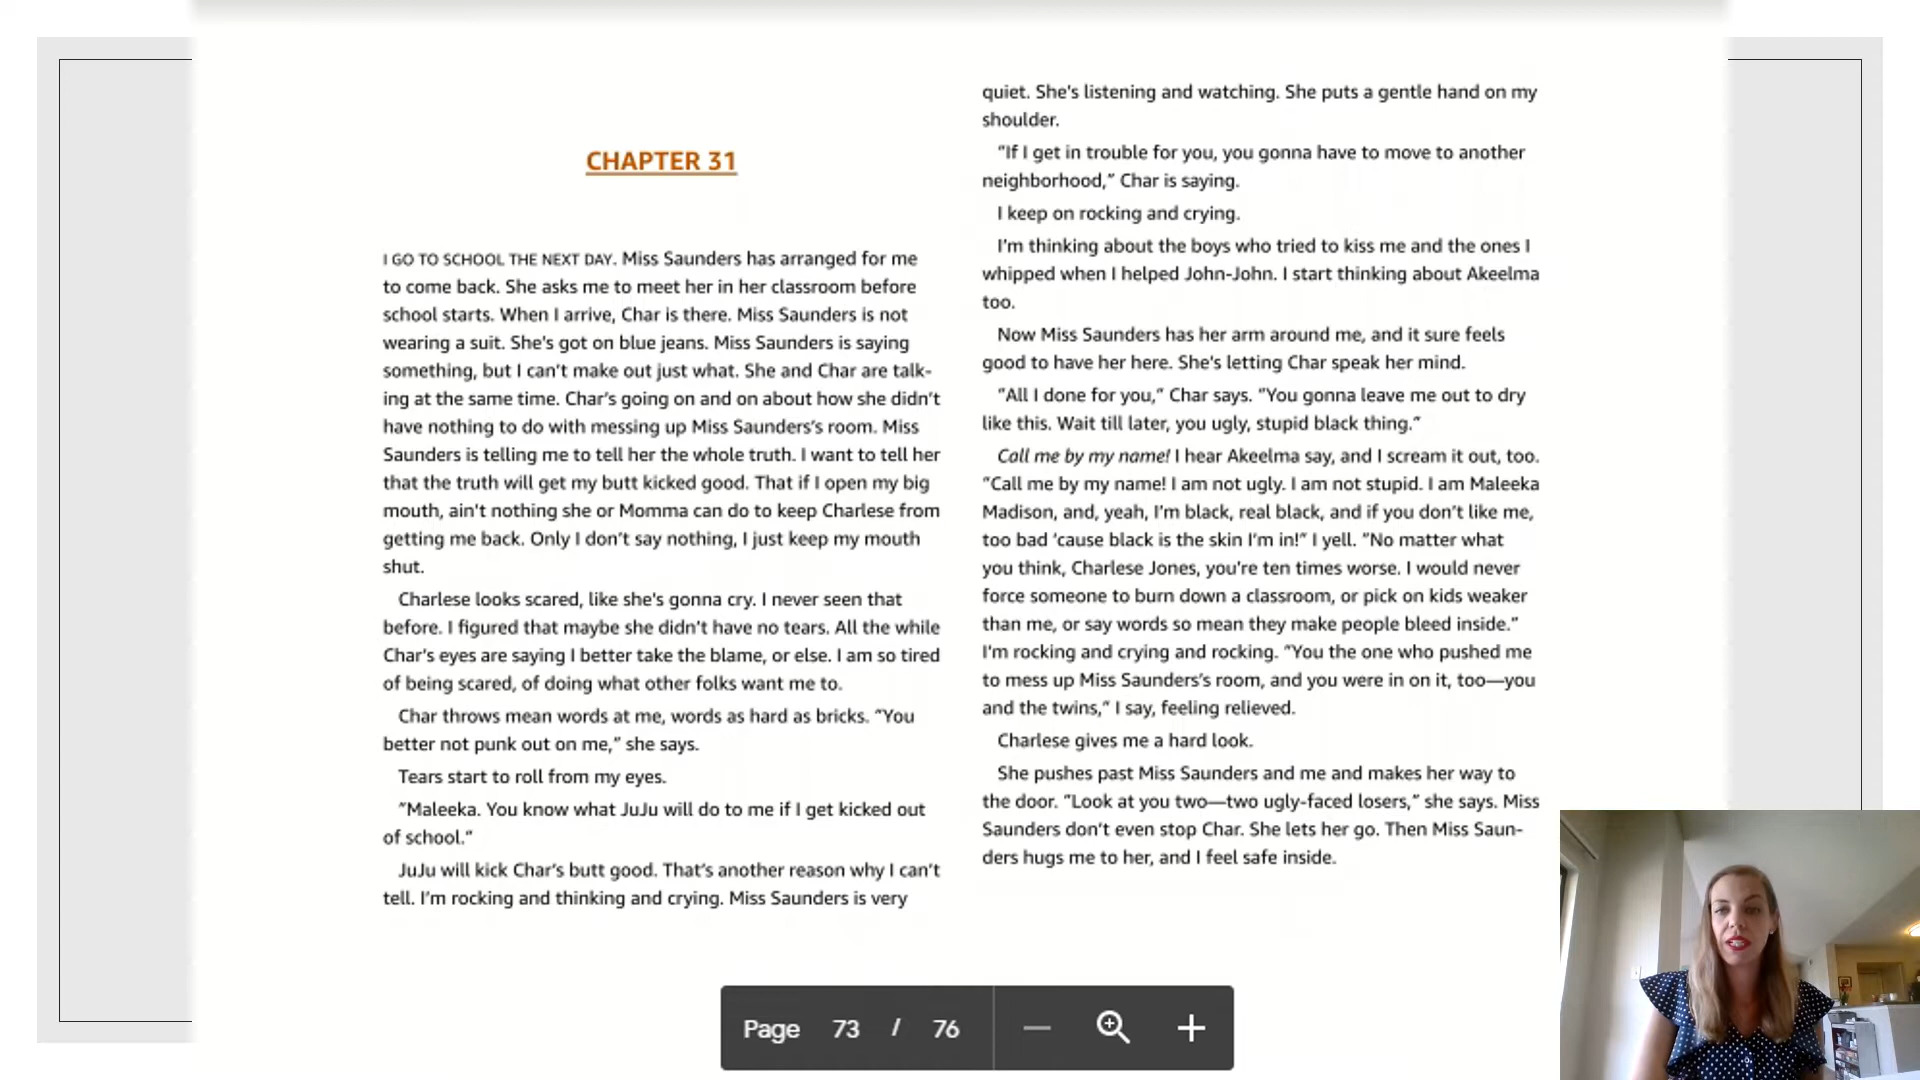 CHAPTER 31
I GO TO SCHOOL THE NEXT DAY. Miss Saunders has arranged for me
to come back. She asks me to meet her in her classroom before
school starts. When I arrive, Char is there. Miss Saunders is not
wearing a suit. She's got on blue jeans. Miss Saunders is saying
something, but I can't make out just what. She and Char are talk-
ing at the same time. Char's going on and on about how she didn't
have nothing to do with messing up Miss Saunders's room. Miss
Saunders is telling me to tell her the whole truth. I want to tell her
that the truth will get my butt kicked good. That if I open my big
mouth, ain't nothing she or Momma can do to keep Charlese from
getting me back. Only I don't say nothing, I just keep my mouth
shut.
Charlese looks scared, like she's gonna cry. I never seen that
before. I figured that maybe she didn't have no tears. All the while
Char's eyes are saying I better take the blame, or else. I am so tired
of being scared, of doing what other folks want me to.
Char throws mean words at me, words as hard as bricks. “You
better not punk out on me,” she says.
Tears start to roll from my eyes.
“Maleeka. You know what JuJu will do to me if I get kicked out
of school.”
JuJu will kick Char's butt good. That's another reason why I can't
tell. I'm rocking and thinking and crying. Miss Saunders is very
quiet. She's listening and watching. She puts a gentle hand on my
shoulder.
“If I get in trouble for you, you gonna have to move to another
neighborhood,” Char is saying.
I keep on rocking and crying.
I'm thinking about the boys who tried to kiss me and the ones I
whipped when I helped John-John. I start thinking about Akeelma
too.
Now Miss Saunders has her arm around me, and it sure feels
good to have her here. She's letting Char speak her mind.
“All I done for you,” Char says. “You gonna leave me out to dry
like this. Wait till later, you ugly, stupid black thing.”
Call me by my name! I hear Akeelma say, and I scream it out, too.
“Call me by my name! I am not ugly. I am not stupid. I am Maleeka
Madison, and, yeah, I'm black, real black, and if you don't like me,
too bad ‘cause black is the skin I'm in!” I yell. “No matter what
you think, Charlese Jones, you're ten times worse. I would never
force someone to burn down a classroom, or pick on kids weaker
than me, or say words so mean they make people bleed inside.”
I'm rocking and crying and rocking. “You the one who pushed me
to mess up Miss Saunders's room, and you were in on it, too—you
and the twins,” I say, feeling relieved.
Charlese gives me a hard look.
She pushes past Miss Saunders and me and makes her way to
the door. “Look at you two—two ugly-faced losers,” she says. Miss
Saunders don't even stop Char. She lets her go. Then Miss Saun-
ders hugs me to her, and I feel safe inside.
Page 73 / 76